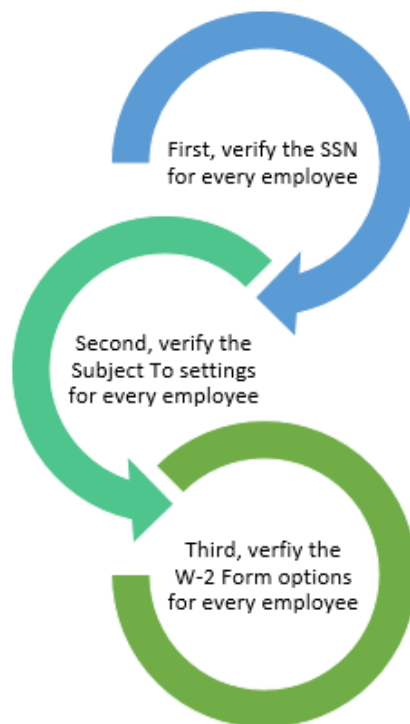 First, verify the SSN
for every employee
Second, verify the
Subject To settings
for every employee
Third, verfiy the
W-2 Form options
for every employee